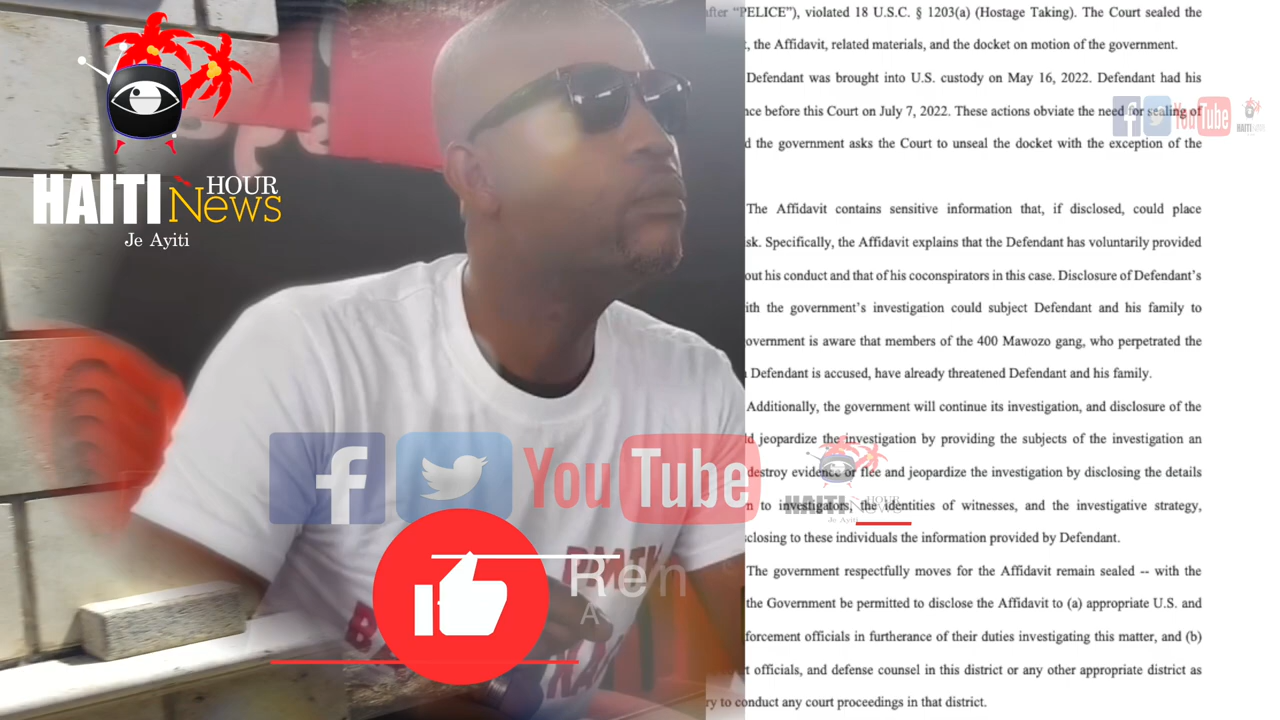 HAITI HOUR
News
Je Ayiti
after “PELICE”), violated 18 U.S.C. § 1203(a) (Hostage Taking). The Court sealed the
, the Affidavit, related materials, and the docket on motion of the government.
Defendant was brought into U.S. custody on May 16, 2022. Defendant had his
before this Court on July 7, 2022. These actions obviate the need for sealing of
the government asks the Court to unseal the docket with the exception of the
The Affidavit contains sensitive information that, if disclosed, could place
Specifically, the Affidavit explains that the Defendant has voluntarily provided
his conduct and that of his coconspirators in this case. Disclosure of Defendant’s
the government’s investigation could subject Defendant and his family to
is aware that members of the 400 Mawozo gang, who perpetrated the
Defendant is accused, have already threatened Defendant and his family.
Additionally, the government will continue its investigation, and disclosure of the
jeopardize the investigation by providing the subjects of the investigation an
destroy evidence or flee and jeopardize the investigation by disclosing the details
to investigators, the identities of witnesses, and the investigative strategy,
to these individuals the information provided by Defendant.
The government respectfully moves for the Affidavit remain sealed -- with the
the Government be permitted to disclose the Affidavit to (a) appropriate U.S. and
officials in furtherance of their duties investigating this matter, and (b)
officials, and defense counsel in this district or any other appropriate district as
to conduct any court proceedings in that district.
f YouTube
HAITI HOUR
News
Je Ayiti
f YouTube
Ren
A